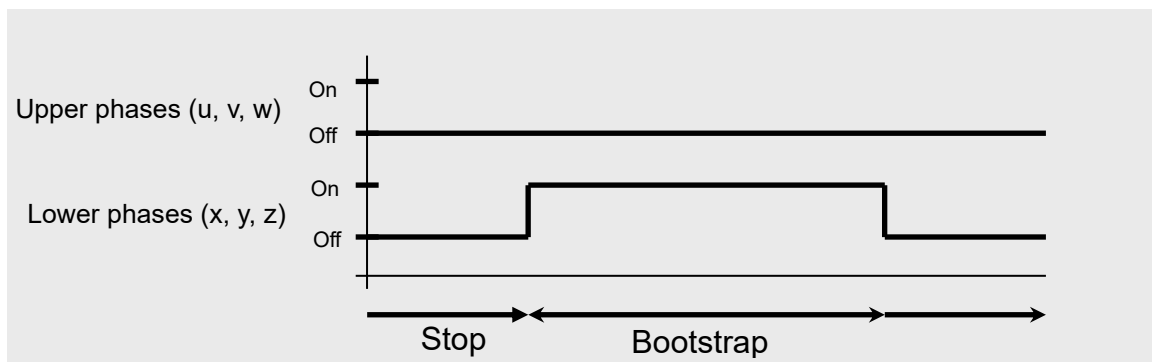 On
Upper phases (u, v, w)
Off
On
Lower phases (x, y, z)
Off
Stop
Bootstrap